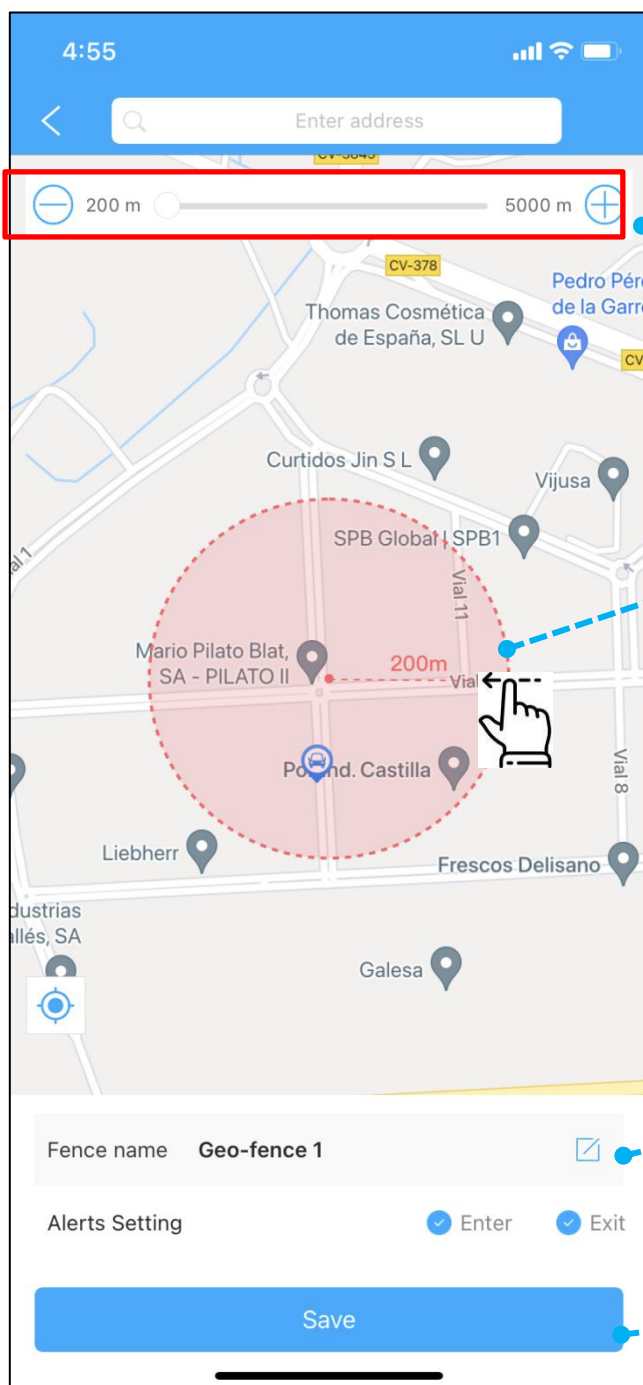 4:55
Enter address
CV-3849
200 m
5000 m
CV-378
Pedro Pér
de la Garr
Thomas Cosmética
de España, SL U
CV
Curtidos Jin S L
Vijusa
SPB Global | SPB1
al 1
Vial 11
Mario Pilato Blat,
SA - PILATO II
200m
Vial
Pol. Ind. Castilla
Vial 8
Liebherr
Frescos Delisano
dustrias
allés, SA
Galesa
Fence name Geo-fence 1
Alerts Setting
Enter
Exit
Save